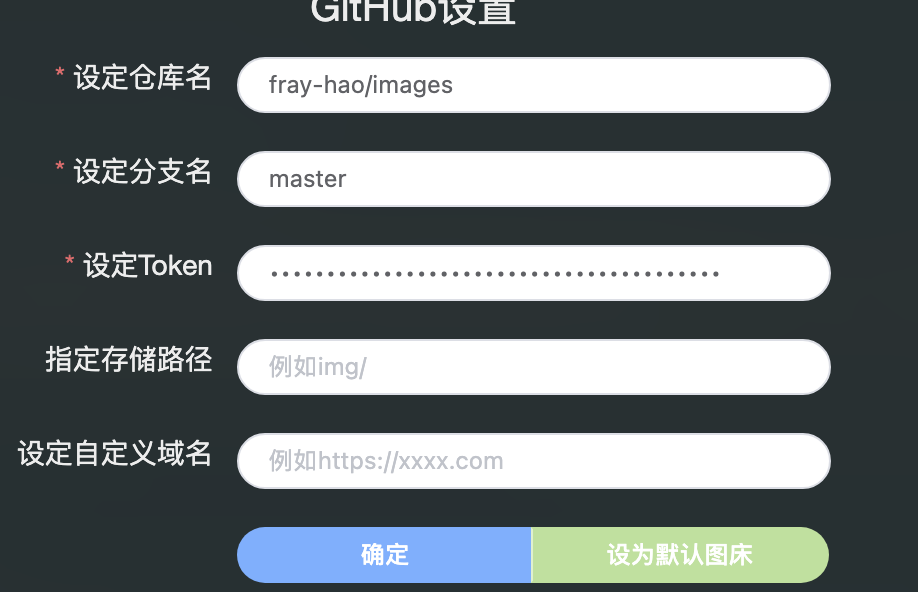 GitHub设置
* 设定仓库名
fray-hao/images
* 设定分支名
master
* 设定Token
••••••••••••••••••••••••••••••••••••••••
指定存储路径
例如img/
设定自定义域名
例如https://xxxx.com
确定
设为默认图床